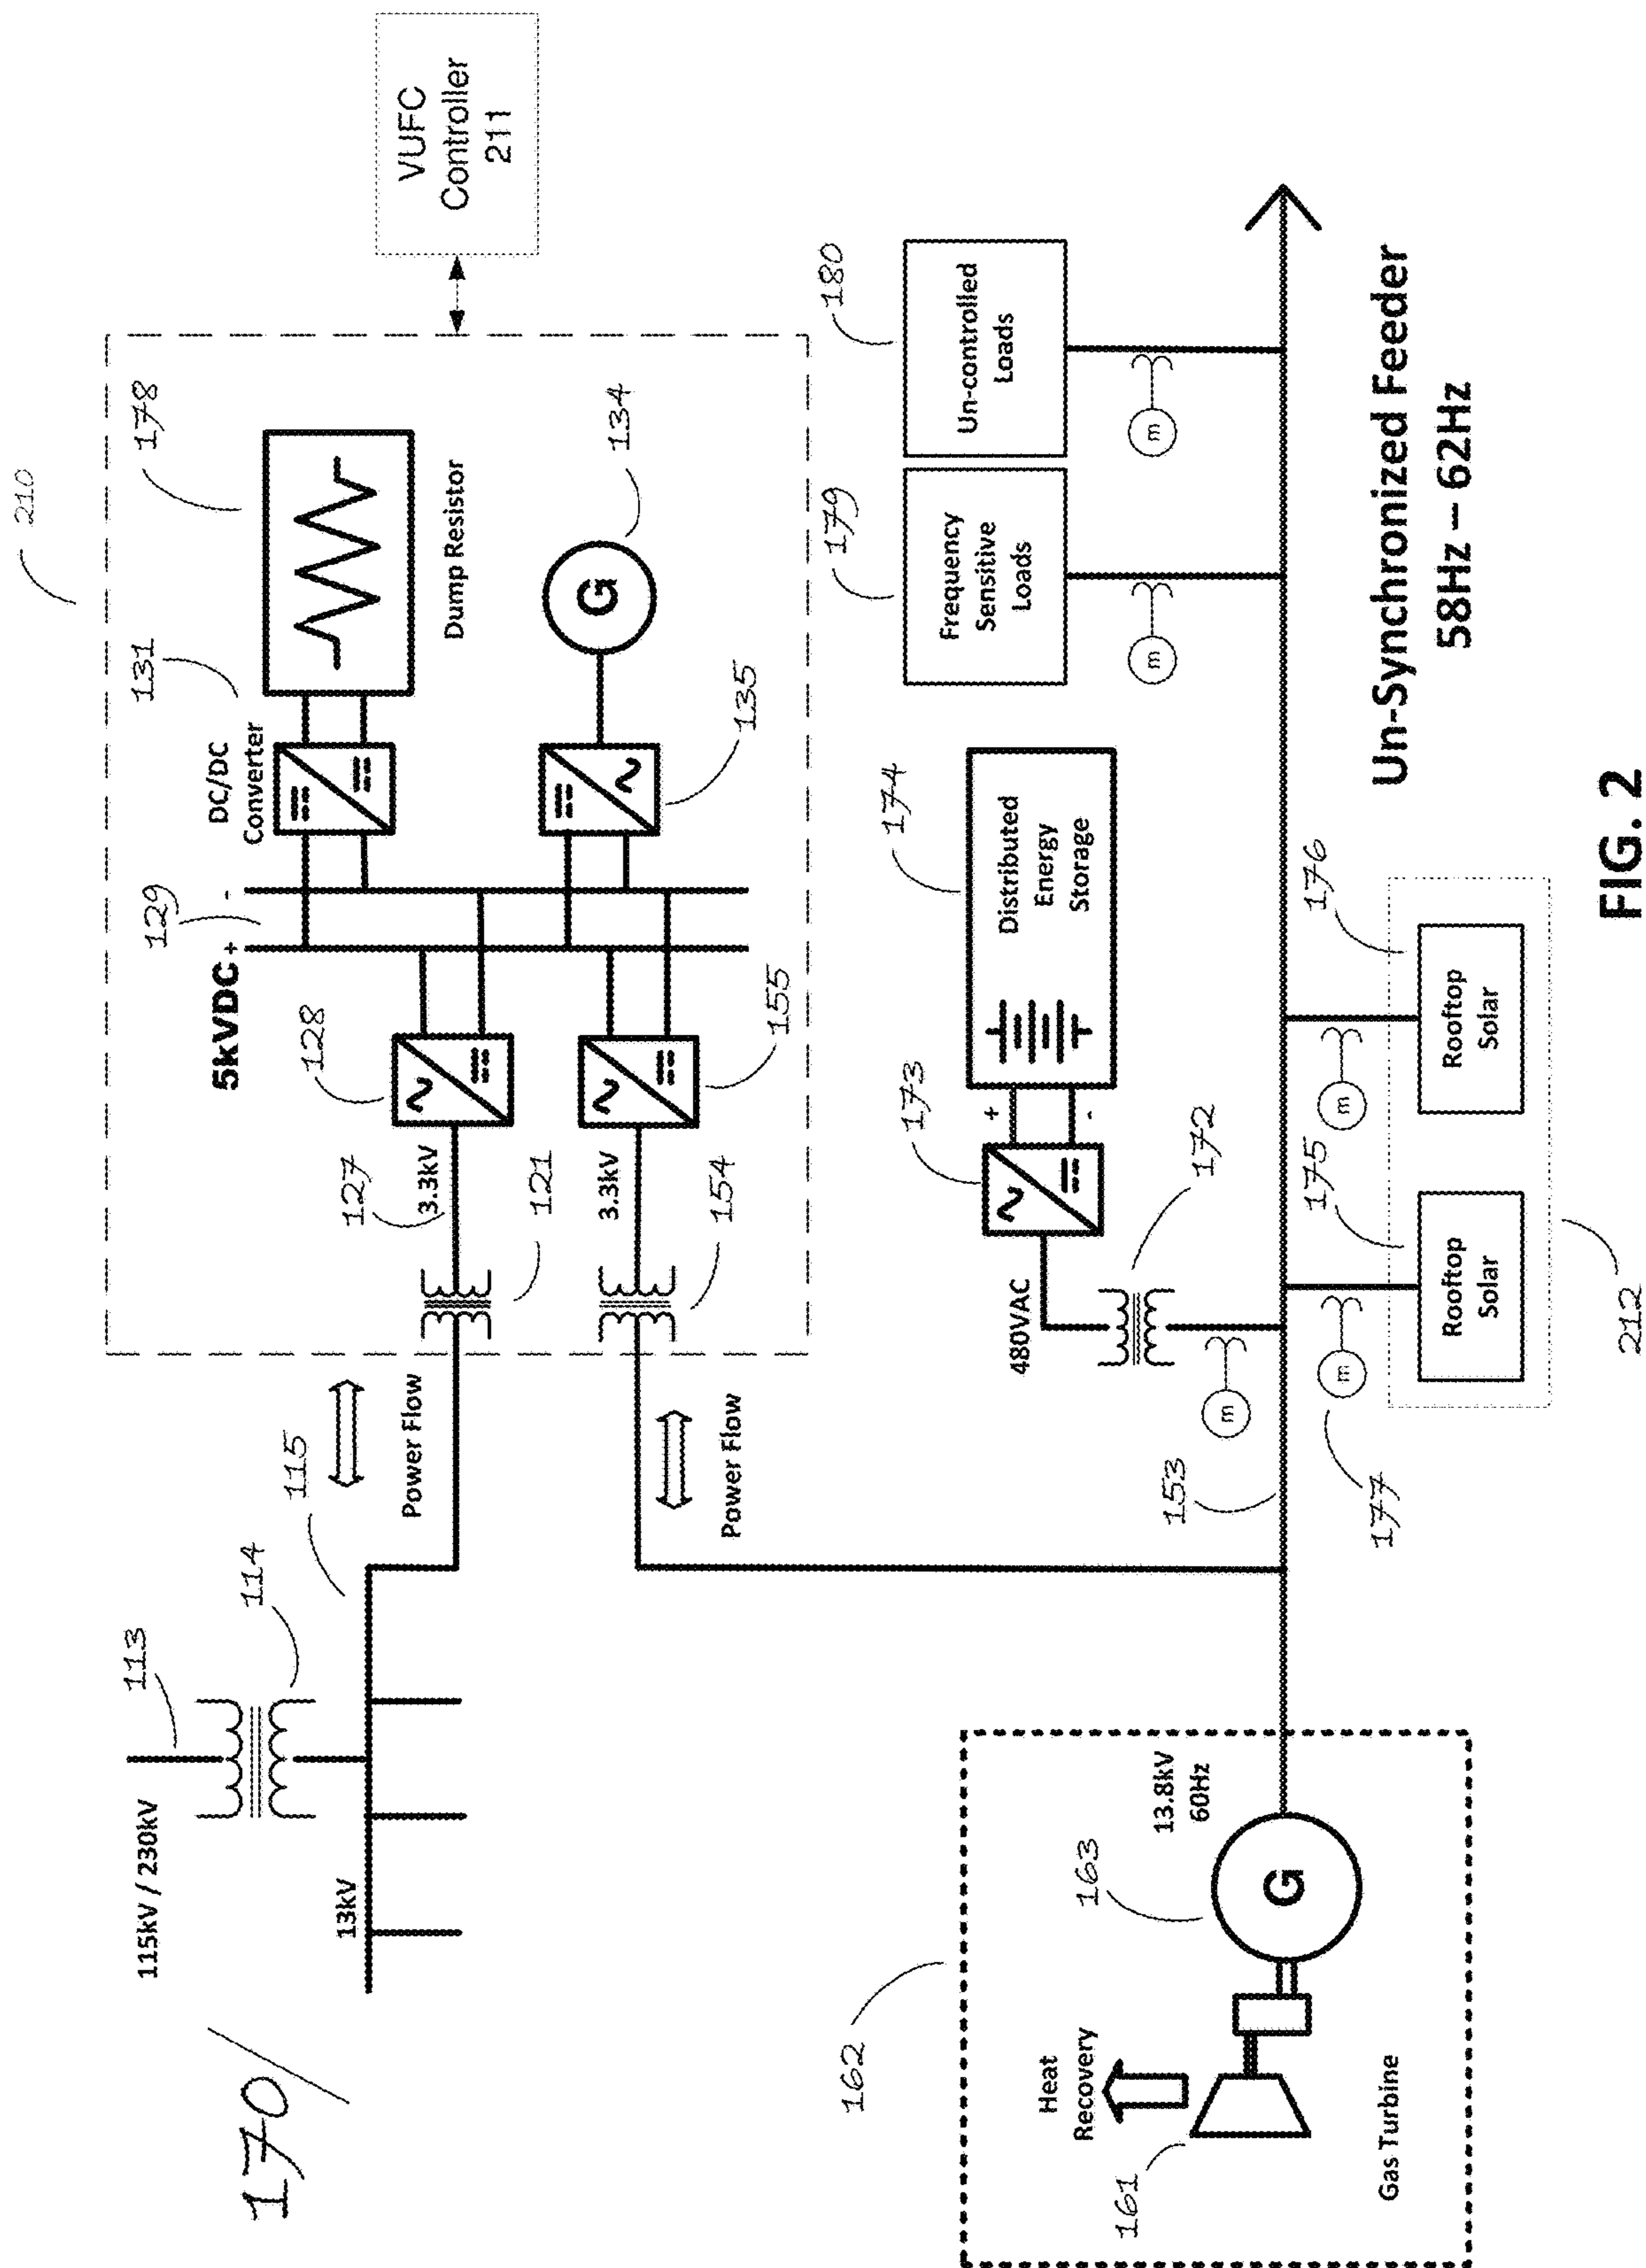 170
115kV / 230kV
113
114
13kV
115
Power Flow
Power Flow
210
5kVDC
+
-
129
128
127
3.3kV
121
3.3kV
154
155
DC/DC
Converter
131
178
Dump Resistor
134
G
135
VUFC
Controller
211
162
Heat
Recovery
161
Gas Turbine
163
G
13.8kV
60Hz
153
m
177
m
480VAC
172
173
+
-
174
Distributed
Energy
Storage
175
Rooftop
Solar
m
176
Rooftop
Solar
212
179
Frequency
Sensitive
Loads
m
180
Un-controlled
Loads
m
Un-Synchronized Feeder
58Hz – 62Hz
FIG. 2